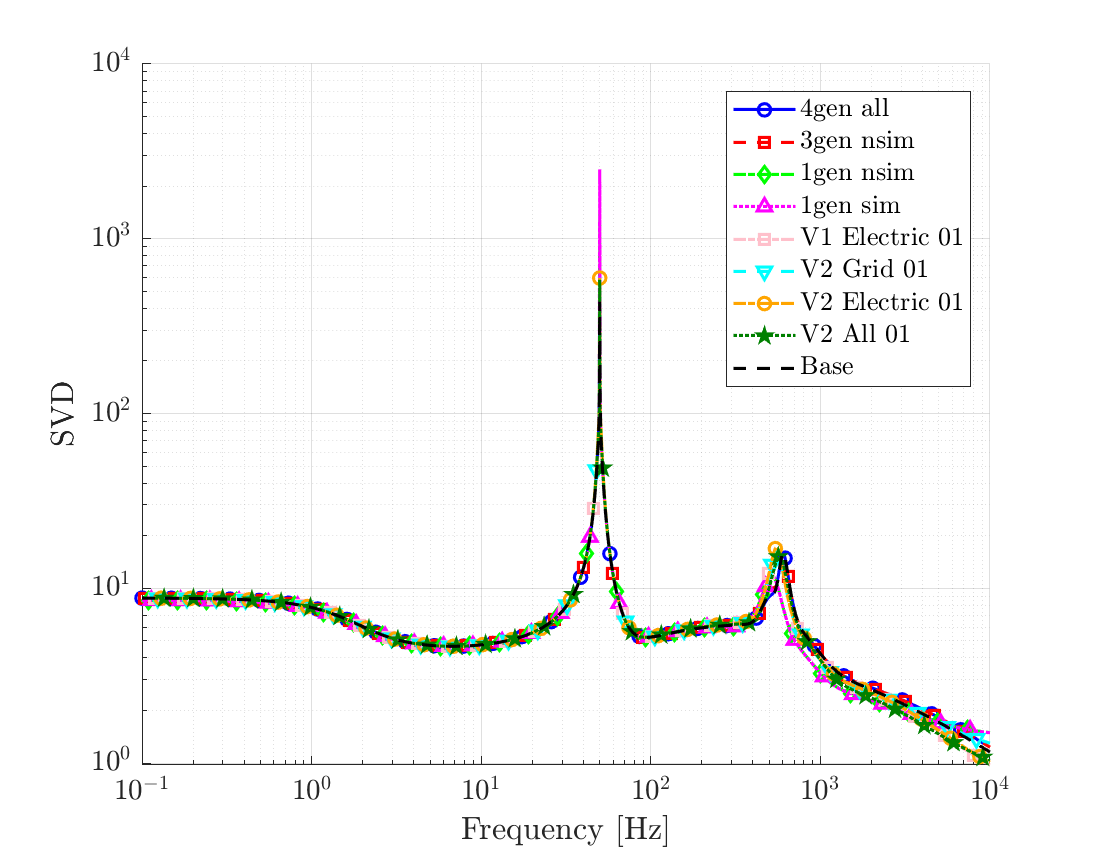 10^4
10^3
10^2
10^1
10^0
SVD
4gen all
3gen nsim
1gen nsim
1gen sim
V1 Electric 01
V2 Grid 01
V2 Electric 01
V2 All 01
Base
10^-1 10^0 10^1 10^2 10^3 10^4
Frequency [Hz]